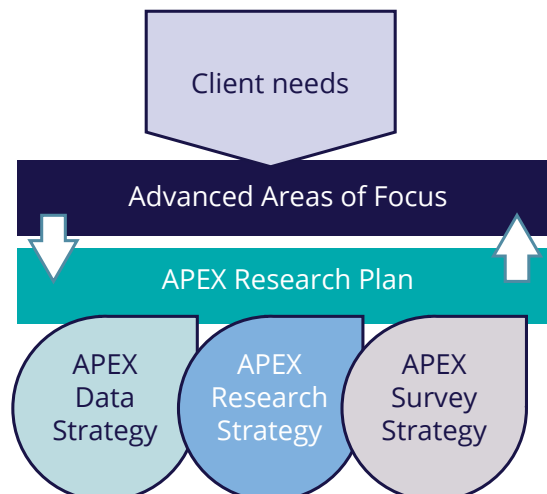 Client needs
Advanced Areas of Focus
APEX Research Plan
APEX
Data
Strategy
APEX
Research
Strategy
APEX
Survey
Strategy